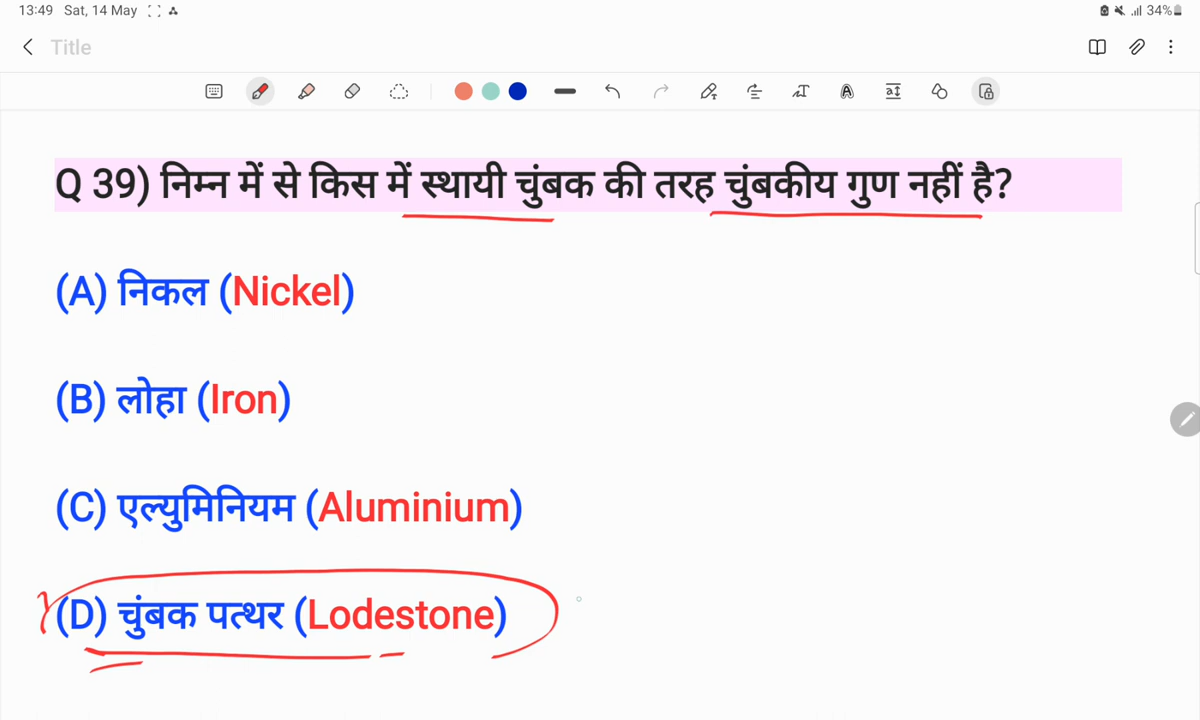 13:49 Sat, 14 May 34%
Title
Q 39) निम्न में से किस में स्थायी चुंबक की तरह चुंबकीय गुण नहीं है?
(A) निकल (Nickel)
(B) लोहा (Iron)
(C) एल्युमिनियम (Aluminium)
(D) चुंबक पत्थर (Lodestone)